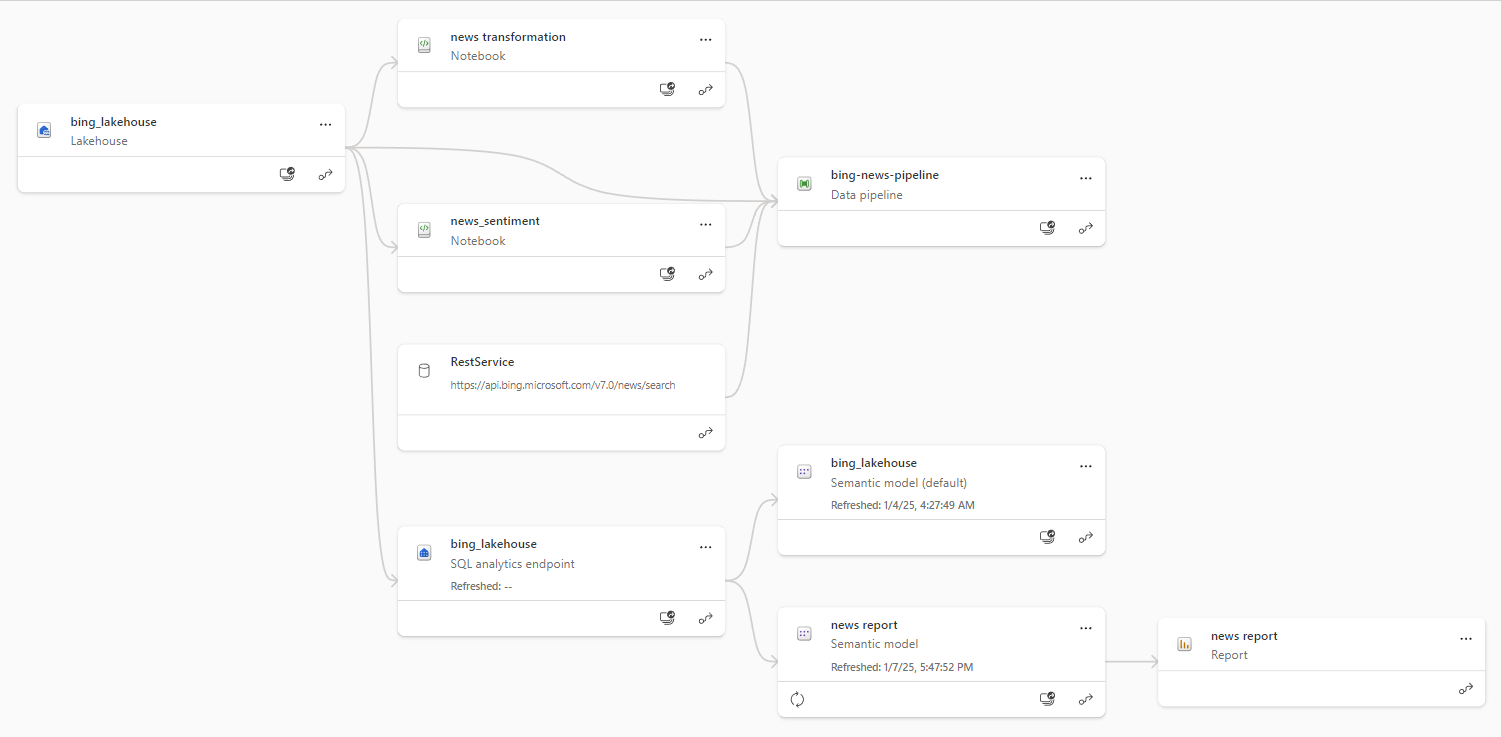 bing_lakehouse
Lakehouse
news transformation
Notebook
news_sentiment
Notebook
RestService
https://api.bing.microsoft.com/v7.0/news/search
bing_lakehouse
SQL analytics endpoint
Refreshed: --
bing-news-pipeline
Data pipeline
bing_lakehouse
Semantic model (default)
Refreshed: 1/4/25, 4:27:49 AM
news report
Semantic model
Refreshed: 1/7/25, 5:47:52 PM
news report
Report